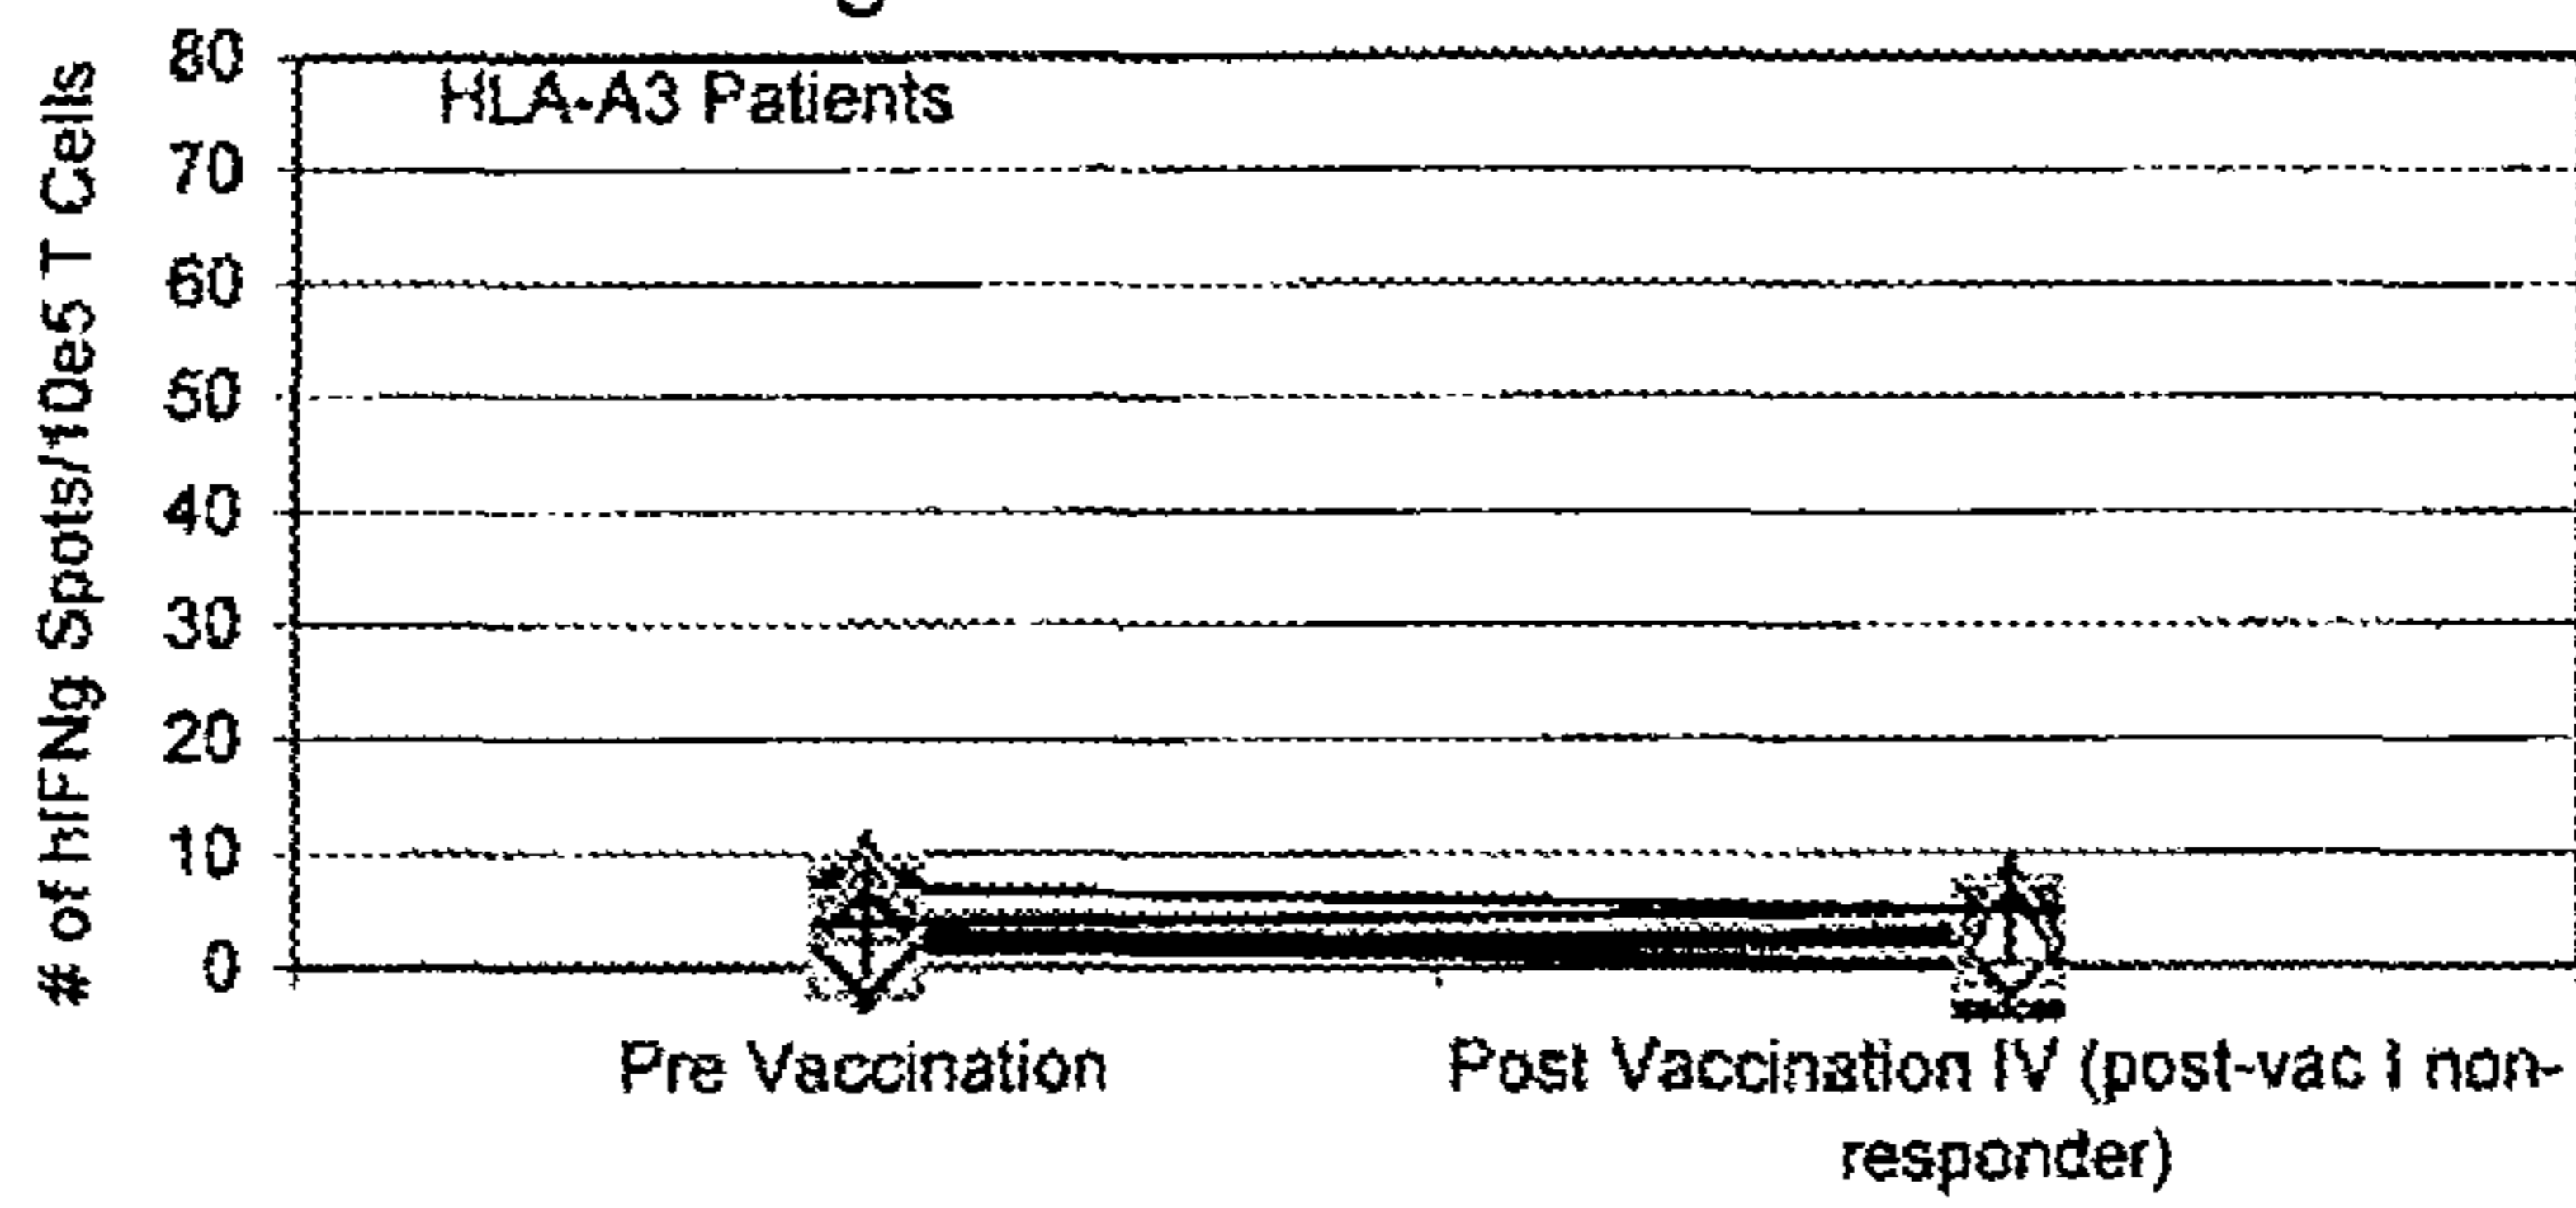 80
HLA-A3 Patients
70
60
50
40
30
20
10
0
# of hIFNg Spots/10e5 T Cells
Pre Vaccination
Post Vaccination IV (post-vac I non-
responder)